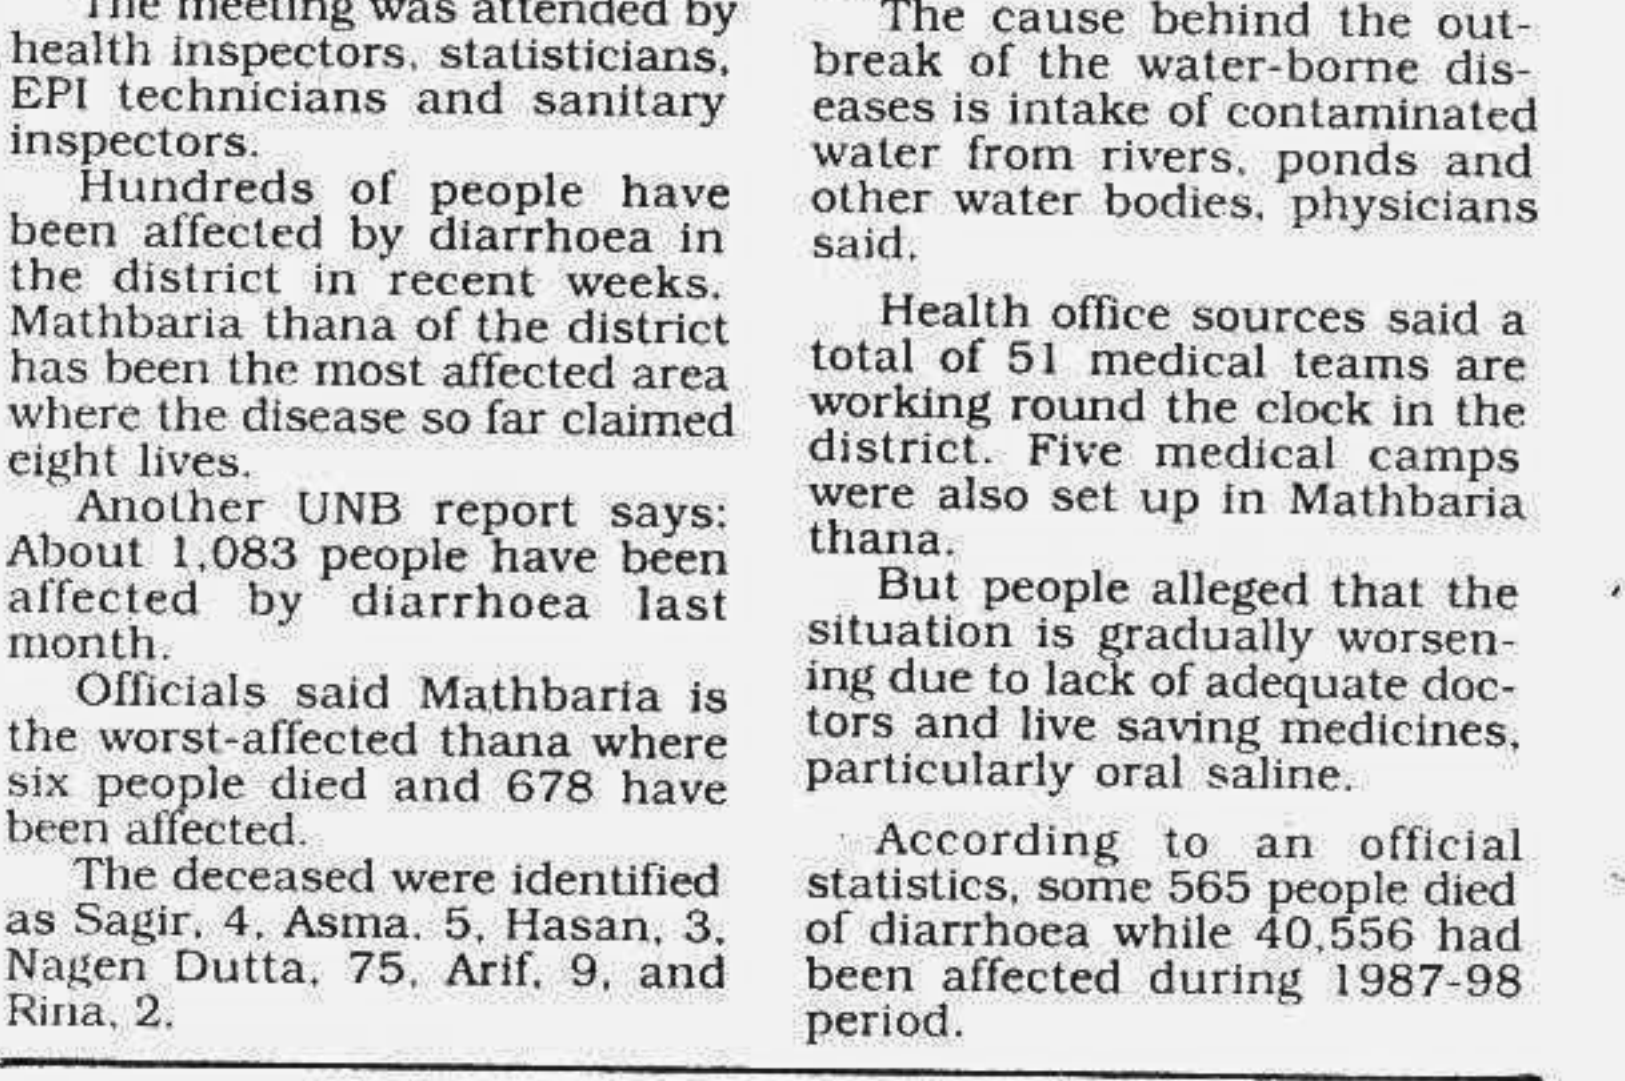 The meeting was attended by
health inspectors, statisticians,
EPI technicians and sanitary
inspectors.
Hundreds of people have
been affected by diarrhoea in
the district in recent weeks.
Mathbaria thana of the district
has been the most affected area
where the disease so far claimed
eight lives.
Another UNB report says:
About 1,083 people have been
affected by diarrhoea last
month.
Officials said Mathbaria is
the worst-affected thana where
six people died and 678 have
been affected.
The deceased were identified
as Sagir, 4, Asma, 5, Hasan, 3,
Nagen Dutta, 75, Arif, 9, and
Rina, 2.
The cause behind the out-
break of the water-borne dis-
eases is intake of contaminated
water from rivers, ponds and
other water bodies, physicians
said.
Health office sources said a
total of 51 medical teams are
working round the clock in the
district. Five medical camps
were also set up in Mathbaria
thana.
But people alleged that the
situation is gradually worsen-
ing due to lack of adequate doc-
tors and live saving medicines,
particularly oral saline.
According to an official
statistics, some 565 people died
of diarrhoea while 40,556 had
been affected during 1987-98
period.